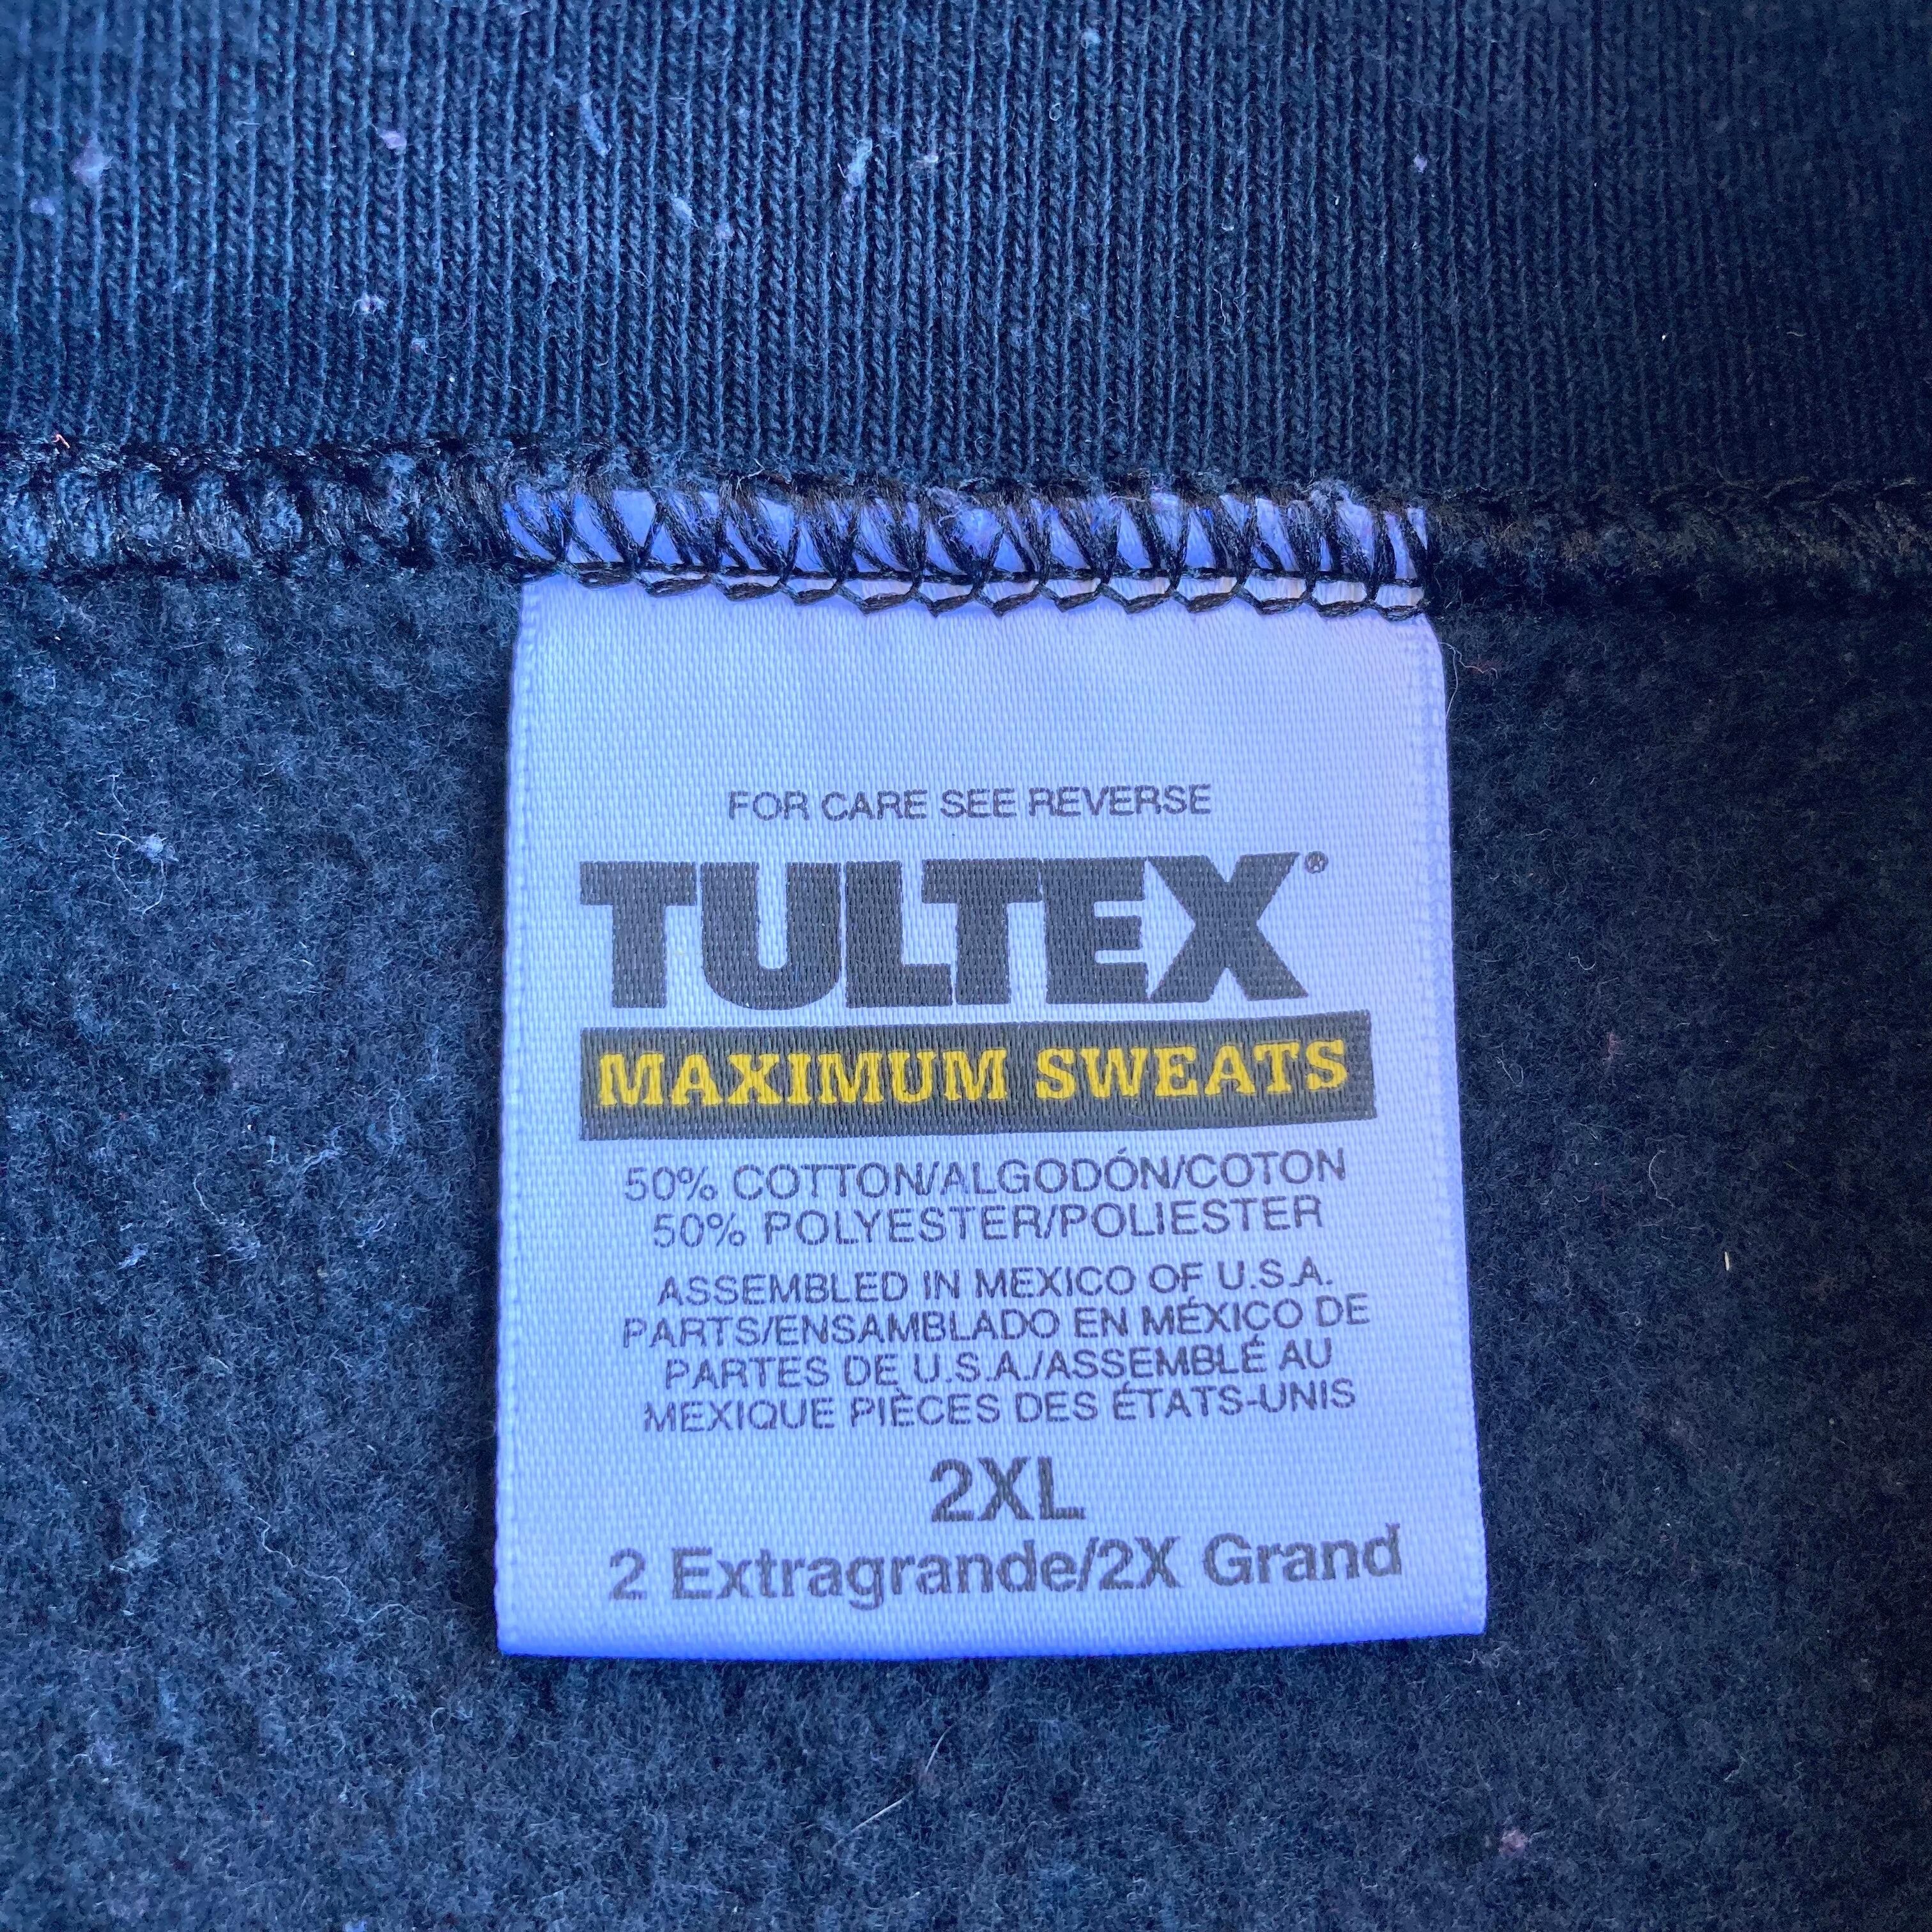 FOR CARE SEE REVERSE
TULTEX®
MAXIMUM SWEATS
50% COTTON/ALGODÓN/COTON
50% POLYESTER/POLIESTER
ASSEMBLED IN MEXICO OF U.S.A.
PARTS/ENSAMBLADO EN MÉXICO DE
PARTES DE U.S.A./ASSEMBLÉ AU
MEXIQUE PIÈCES DES ÉTATS-UNIS
2XL
2 Extragrande/2X Grand